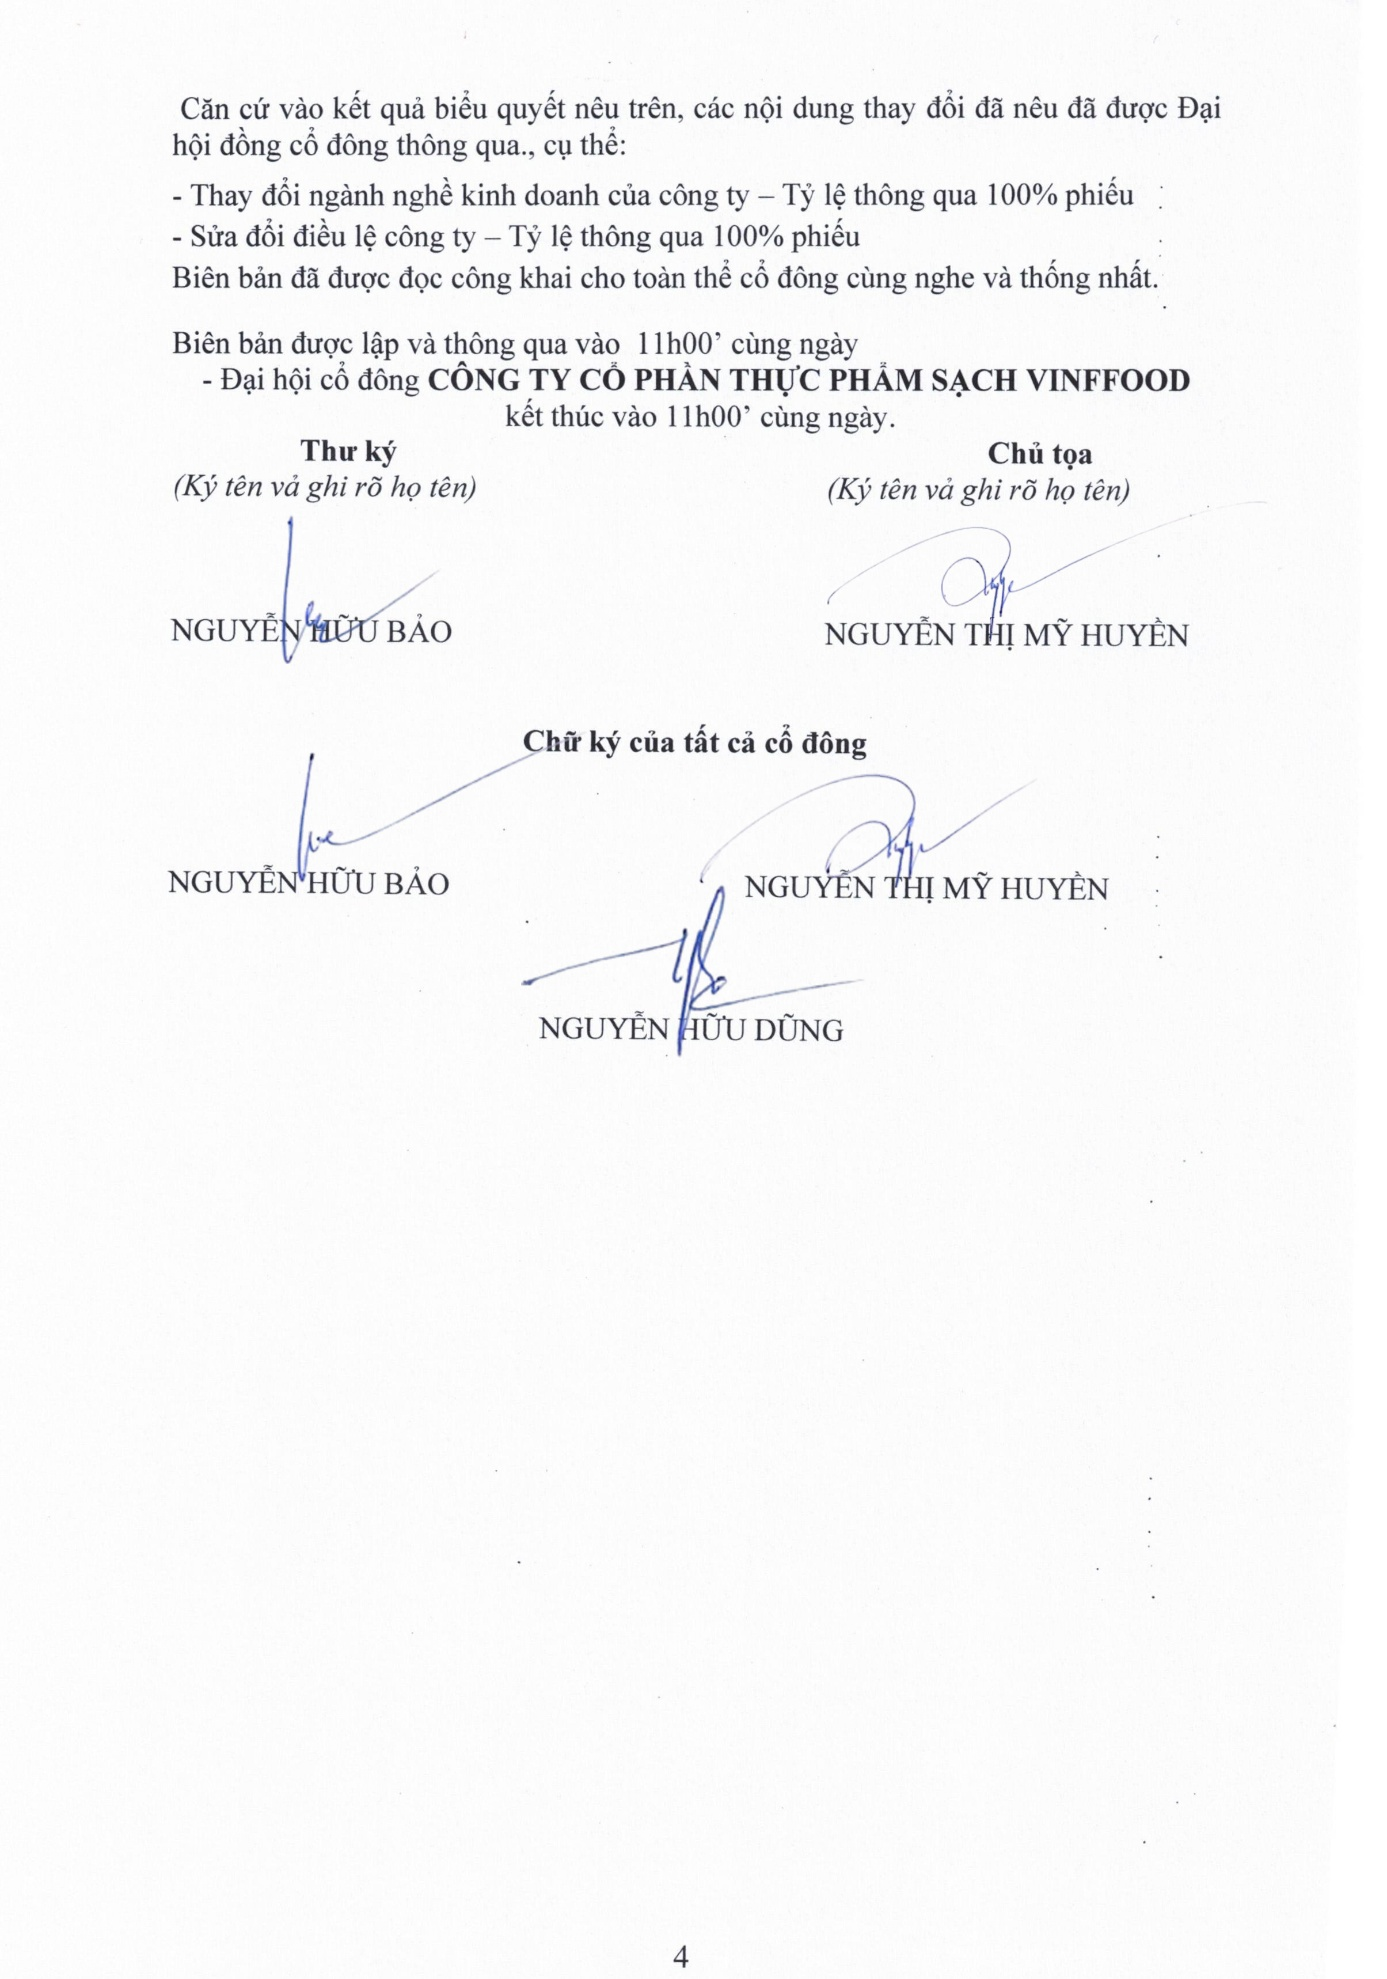 Căn cứ vào kết quả biểu quyết nêu trên, các nội dung thay đổi đã nêu đã được Đại
hội đồng cổ đông thông qua., cụ thể:
- Thay đổi ngành nghề kinh doanh của công ty – Tỷ lệ thông qua 100% phiếu
- Sửa đổi điều lệ công ty – Tỷ lệ thông qua 100% phiếu
Biên bản đã được đọc công khai cho toàn thể cổ đông cùng nghe và thống nhất.
Biên bản được lập và thông qua vào 11h00’ cùng ngày
- Đại hội cổ đông CÔNG TY CỔ PHẦN THỰC PHẨM SẠCH VINFFOOD
kết thúc vào 11h00’ cùng ngày.
Thư ký
Chủ tọa
(Ký tên vả ghi rõ họ tên)
(Ký tên vả ghi rõ họ tên)
NGUYỄN HỮU BẢO
NGUYỄN THỊ MỸ HUYỀN
Chữ ký của tất cả cổ đông
NGUYỄN HỮU BẢO
NGUYỄN THỊ MỸ HUYỀN
NGUYỄN HỮU DŨNG
4